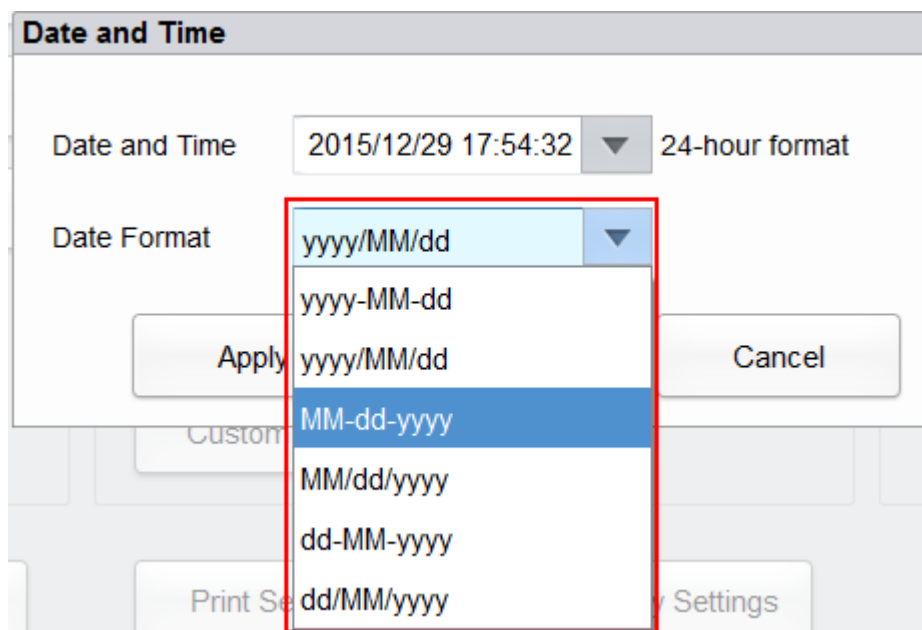 Date and Time
Date and Time 2015/12/29 17:54:32 24-hour format
Date Format yyyy/MM/dd
yyyy-MM-dd
Apply yyyy/MM/dd Cancel
MM-dd-yyyy
Custom
MM/dd/yyyy
dd-MM-yyyy
Print Se dd/MM/yyyy Settings